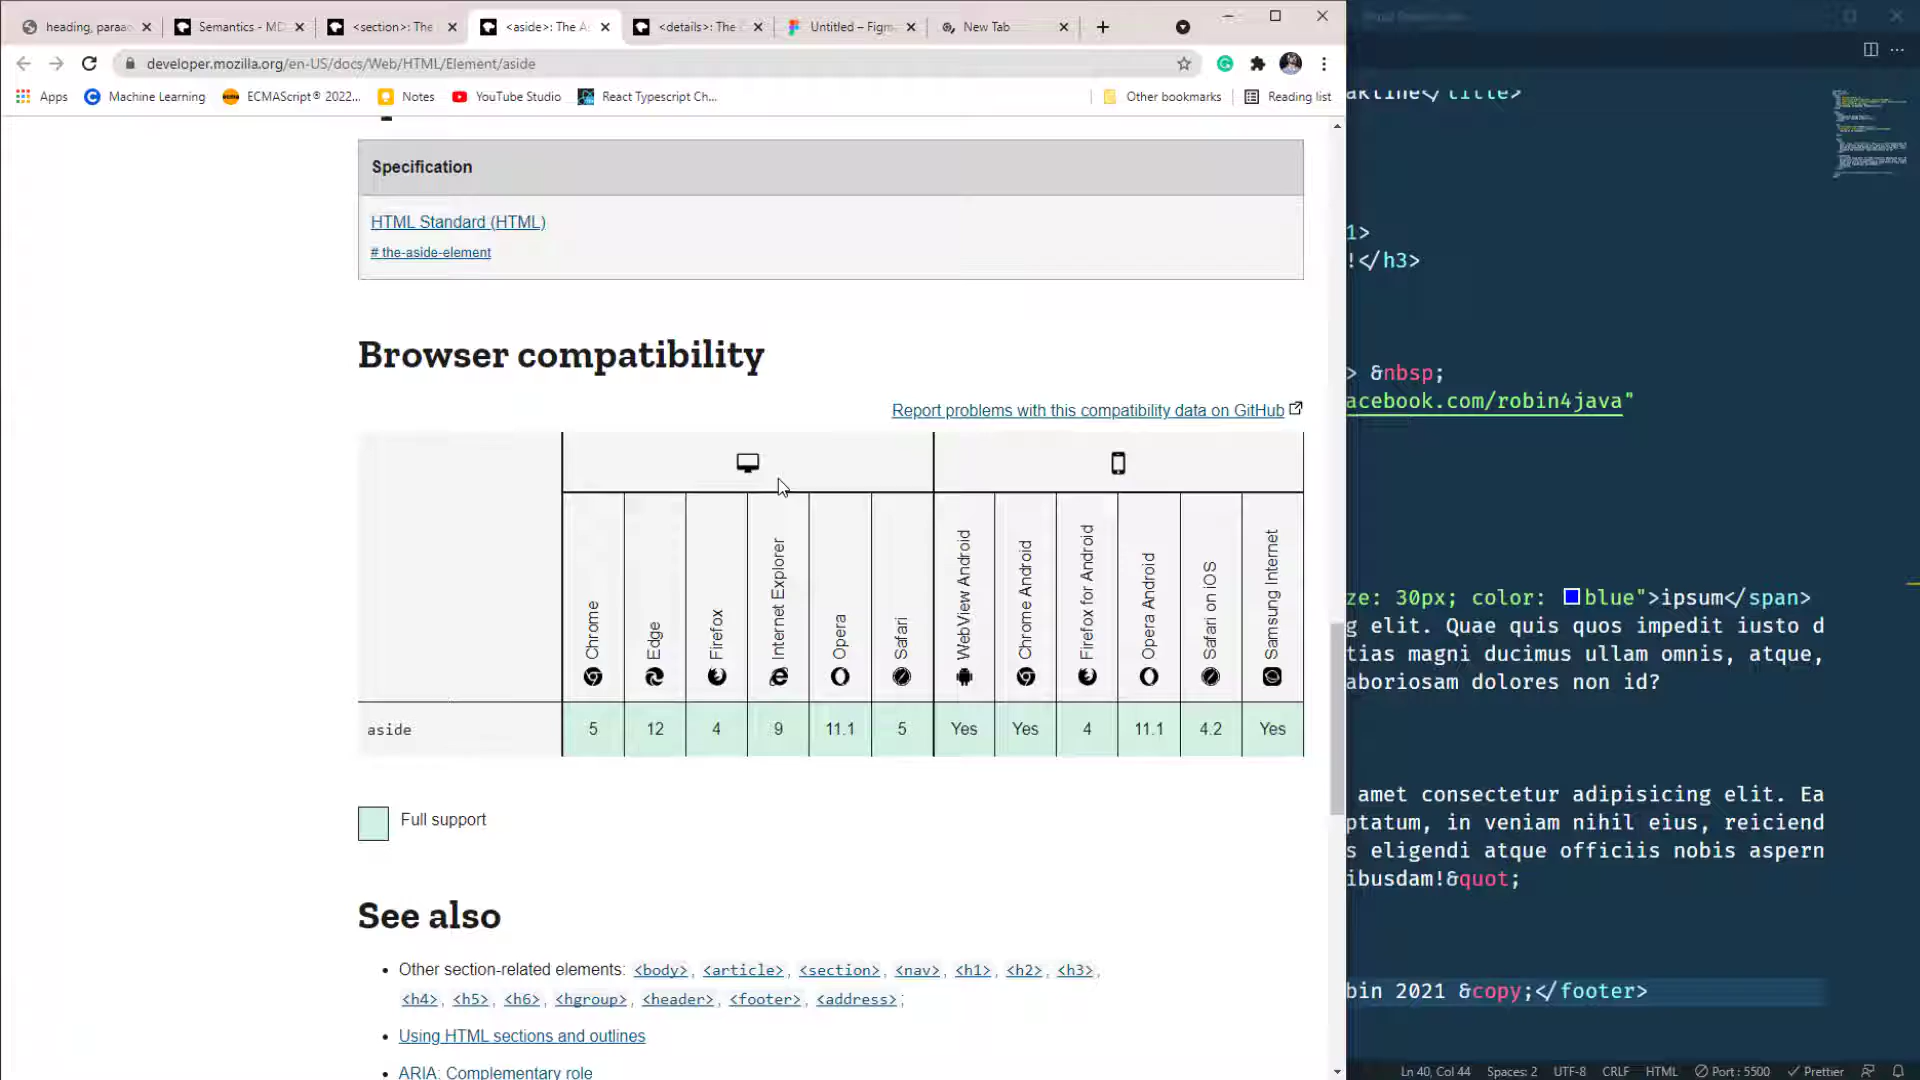 heading, paraa
Semantics - MD
<section>: The
<aside>: The A
<details>: The
Untitled – Figm
New Tab
developer.mozilla.org/en-US/docs/Web/HTML/Element/aside
Apps
Machine Learning
ECMAScript® 2022...
Notes
YouTube Studio
React Typescript Ch...
Other bookmarks
Reading list
Specification
HTML Standard (HTML)
# the-aside-element
Browser compatibility
Report problems with this compatibility data on GitHub
Chrome
Edge
Firefox
Internet Explorer
Opera
Safari
WebView Android
Chrome Android
Firefox for Android
Opera Android
Safari on iOS
Samsung Internet
aside 5 12 4 9 11.1 5 Yes Yes 4 11.1 4.2 Yes
Full support
See also
Other section-related elements: <body>, <article>, <section>, <nav>, <h1>, <h2>, <h3>,
<h4>, <h5>, <h6>, <hgroup>, <header>, <footer>, <address>;
Using HTML sections and outlines
ARIA: Complementary role
</title>
1>
!</h3>
> &nbsp;
acebook.com/robin4java"
ze: 30px; color: blue">ipsum</span>
g elit. Quae quis quos impedit iusto d
tias magni ducimus ullam omnis, atque,
aboriosam dolores non id?
amet consectetur adipisicing elit. Ea
ptatum, in veniam nihil eius, reiciend
s eligendi atque officiis nobis aspern
ibusdam!&quot;
bin 2021 &copy;</footer>
Ln 40, Col 44 Spaces: 2 UTF-8 CRLF HTML Port : 5500 Prettier